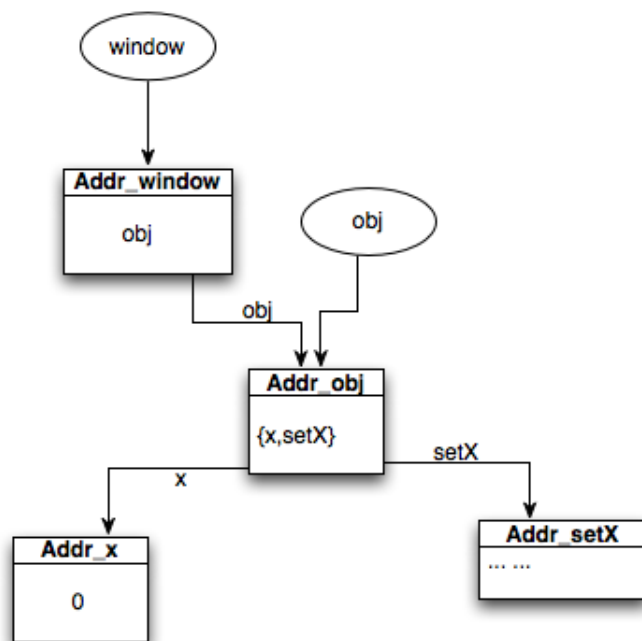 window
Addr_window
obj
obj
obj
Addr_obj
{x,setX}
setX
x
Addr_setX
... ...
Addr_x
0